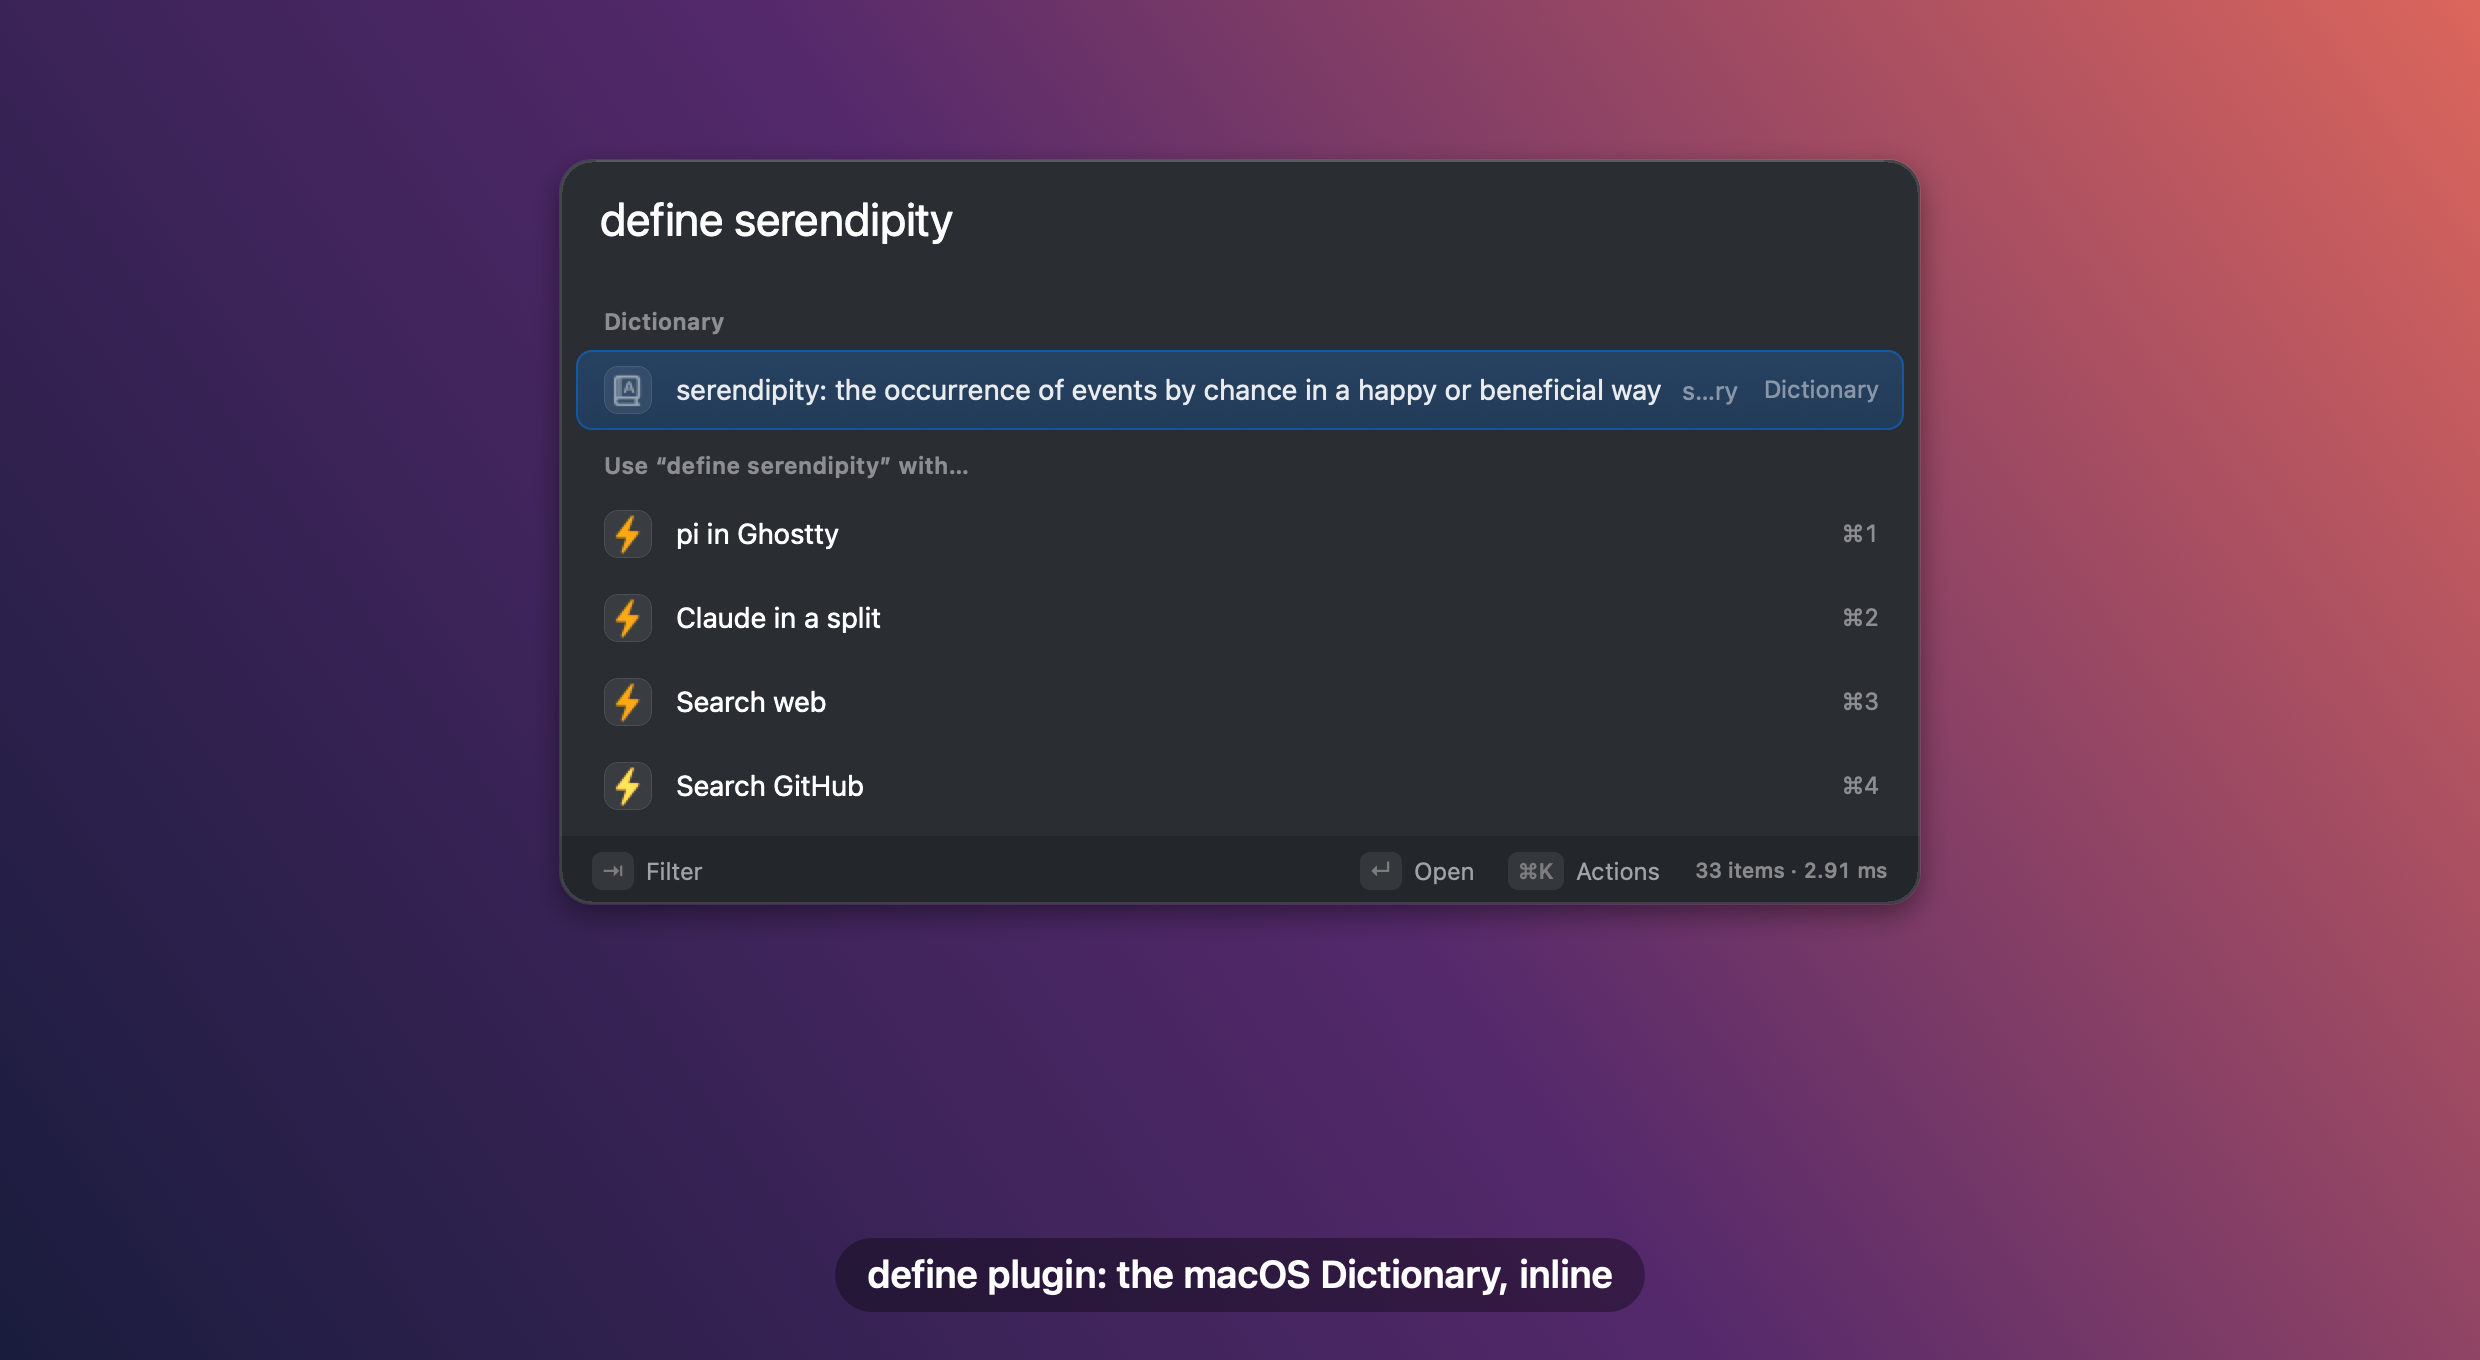 define serendipity
Dictionary
serendipity: the occurrence of events by chance in a happy or beneficial way s...ry Dictionary
Use “define serendipity” with...
pi in Ghostty ⌘1
Claude in a split ⌘2
Search web ⌘3
Search GitHub ⌘4
⇥ Filter ↵ Open ⌘K Actions 33 items · 2.91 ms
define plugin: the macOS Dictionary, inline